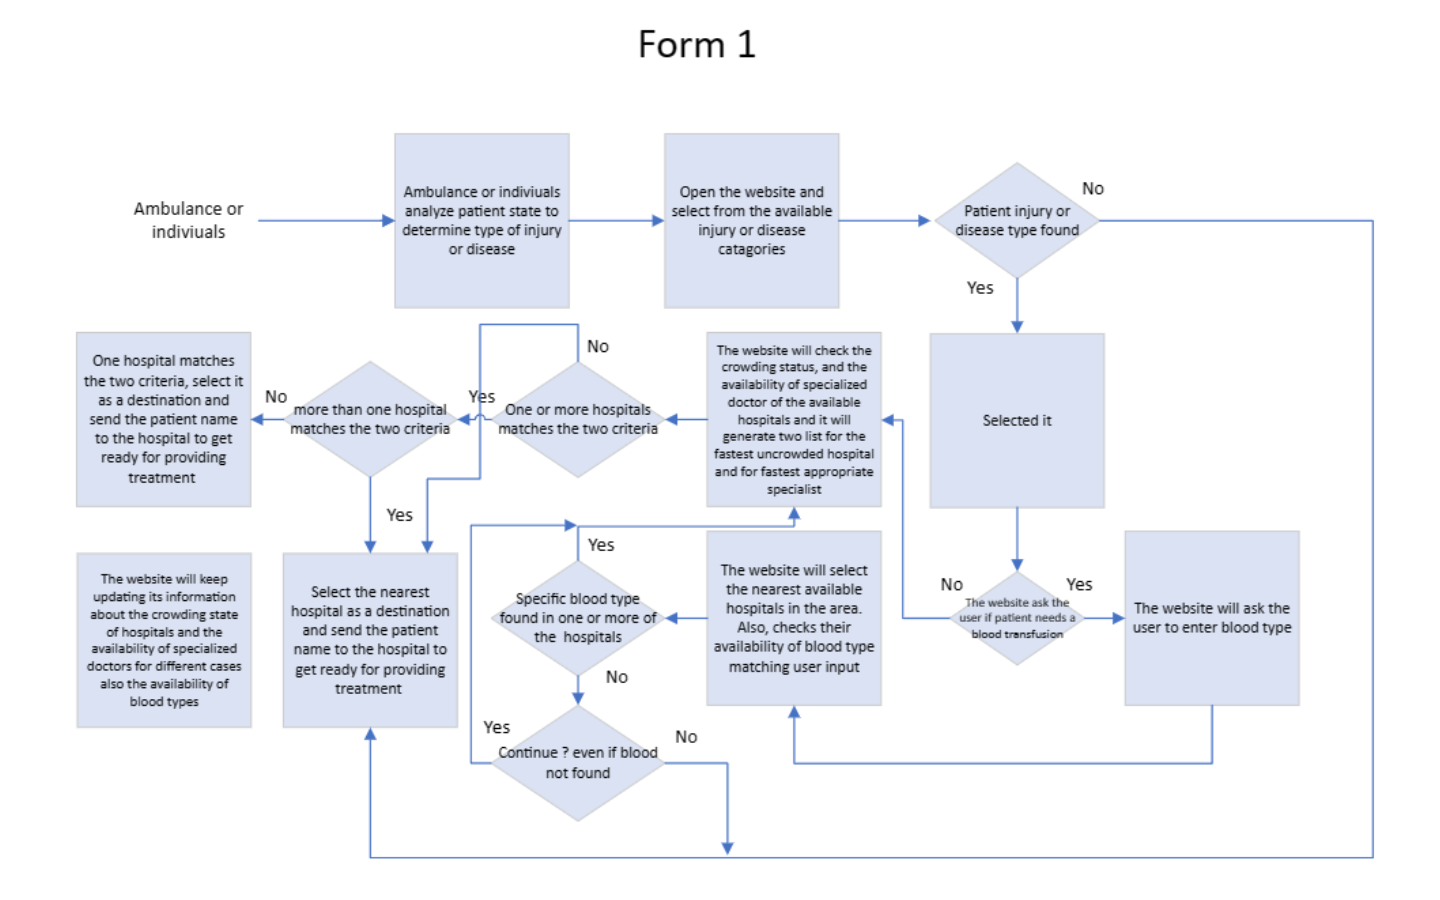 Form 1
Ambulance or
indiviuals
Ambulance or indiviuals
analyze patient state to
determine type of injury
or disease
Open the website and
select from the available
injury or disease
catagories
Patient injury or
disease type found
No
Yes
One hospital matches
the two criteria, select it
as a destination and
send the patient name
to the hospital to get
ready for providing
treatment
No
more than one hospital
matches the two criteria
Yes
One or more hospitals
matches the two criteria
No
The website will check the
crowding status, and the
availability of specialized
doctor of the available
hospitals and it will
generate two list for the
fastest uncrowded hospital
and for fastest appropriate
specialist
Selected it
Yes
The website will keep
updating its information
about the crowding state
of hospitals and the
availability of specialized
doctors for different cases
also the availability of
blood types
Select the nearest
hospital as a destination
and send the patient
name to the hospital to
get ready for providing
treatment
Yes
Specific blood type
found in one or more of
the hospitals
No
The website will select
the nearest available
hospitals in the area.
Also, checks their
availability of blood type
matching user input
No
Yes
The website ask the
user if patient needs a
blood transfusion
The website will ask the
user to enter blood type
Yes
Continue ? even if blood
not found
No